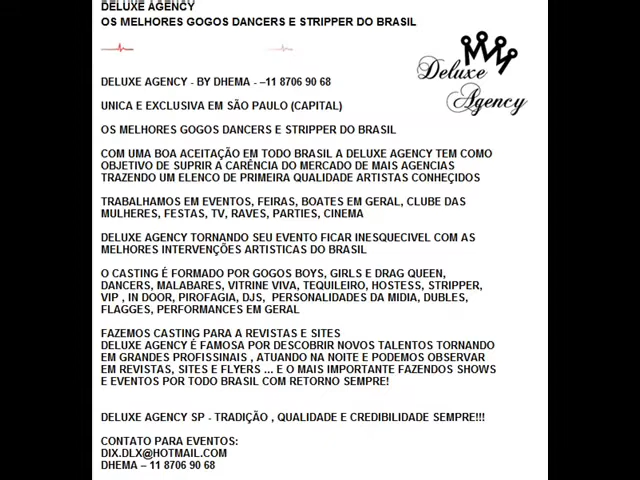 DELUXE AGENCY
OS MELHORES GOGOS DANCERS E STRIPPER DO BRASIL
Deluxe
Agency
DELUXE AGENCY - BY DHEMA - –11 8706 90 68
UNICA E EXCLUSIVA EM SÃO PAULO (CAPITAL)
OS MELHORES GOGOS DANCERS E STRIPPER DO BRASIL
COM UMA BOA ACEITAÇÃO EM TODO BRASIL A DELUXE AGENCY TEM COMO
OBJETIVO DE SUPRIR A CARÊNCIA DO MERCADO DE MAIS AGENCIAS
TRAZENDO UM ELENCO DE PRIMEIRA QUALIDADE ARTISTAS CONHEÇIDOS
TRABALHAMOS EM EVENTOS, FEIRAS, BOATES EM GERAL, CLUBE DAS
MULHERES, FESTAS, TV, RAVES, PARTIES, CINEMA
DELUXE AGENCY TORNANDO SEU EVENTO FICAR INESQUECIVEL COM AS
MELHORES INTERVENÇÕES ARTISTICAS DO BRASIL
O CASTING É FORMADO POR GOGOS BOYS, GIRLS E DRAG QUEEN,
DANCERS, MALABARES, VITRINE VIVA, TEQUILEIRO, HOSTESS, STRIPPER,
VIP , IN DOOR, PIROFAGIA, DJS, PERSONALIDADES DA MIDIA, DUBLES,
FLAGGES, PERFORMANCES EM GERAL
FAZEMOS CASTING PARA A REVISTAS E SITES
DELUXE AGENCY É FAMOSA POR DESCOBRIR NOVOS TALENTOS TORNANDO
EM GRANDES PROFISSINAIS , ATUANDO NA NOITE E PODEMOS OBSERVAR
EM REVISTAS, SITES E FLYERS ... E O MAIS IMPORTANTE FAZENDOS SHOWS
E EVENTOS POR TODO BRASIL COM RETORNO SEMPRE!
DELUXE AGENCY SP - TRADIÇÃO , QUALIDADE E CREDIBILIDADE SEMPRE!!!
CONTATO PARA EVENTOS:
DIX.DLX@HOTMAIL.COM
DHEMA – 11 8706 90 68